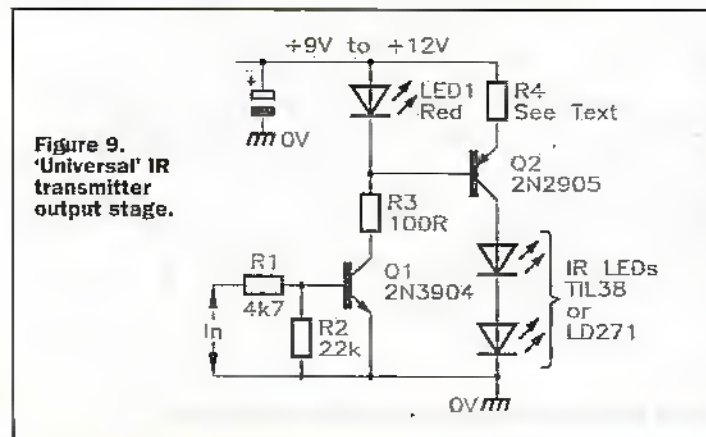 +9V to +12V
+
0V
LED1
Red
R4
See Text
Figure 9.
'Universal' IR
transmitter
output stage.
Q2
2N2905
R3
100R
R1
4k7
Q1
2N3904
IR LEDs
TIL38
or
LD271
In
R2
22k
0V